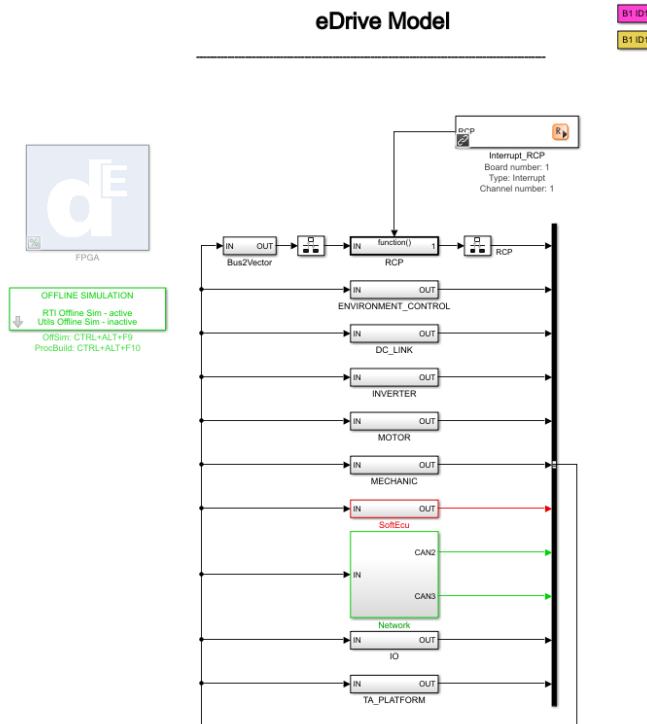 eDrive Model
B1 ID1
B1 ID1
RCP
R
Interrupt_RCP
Board number: 1
Type: Interrupt
Channel number: 1
dE
FPGA
OFFLINE SIMULATION
RTI Offline Sim - active
Utils Offline Sim - inactive
OffSim: CTRL+ALT+F9
ProcBuild: CTRL+ALT+F10
IN OUT
Bus2Vector
IN function() 1
RCP
RCP
IN OUT
ENVIRONMENT_CONTROL
IN OUT
DC_LINK
IN OUT
INVERTER
IN OUT
MOTOR
IN OUT
MECHANIC
IN OUT
SoftEcu
CAN2
IN
CAN3
Network
IN OUT
IO
IN OUT
TA_PLATFORM